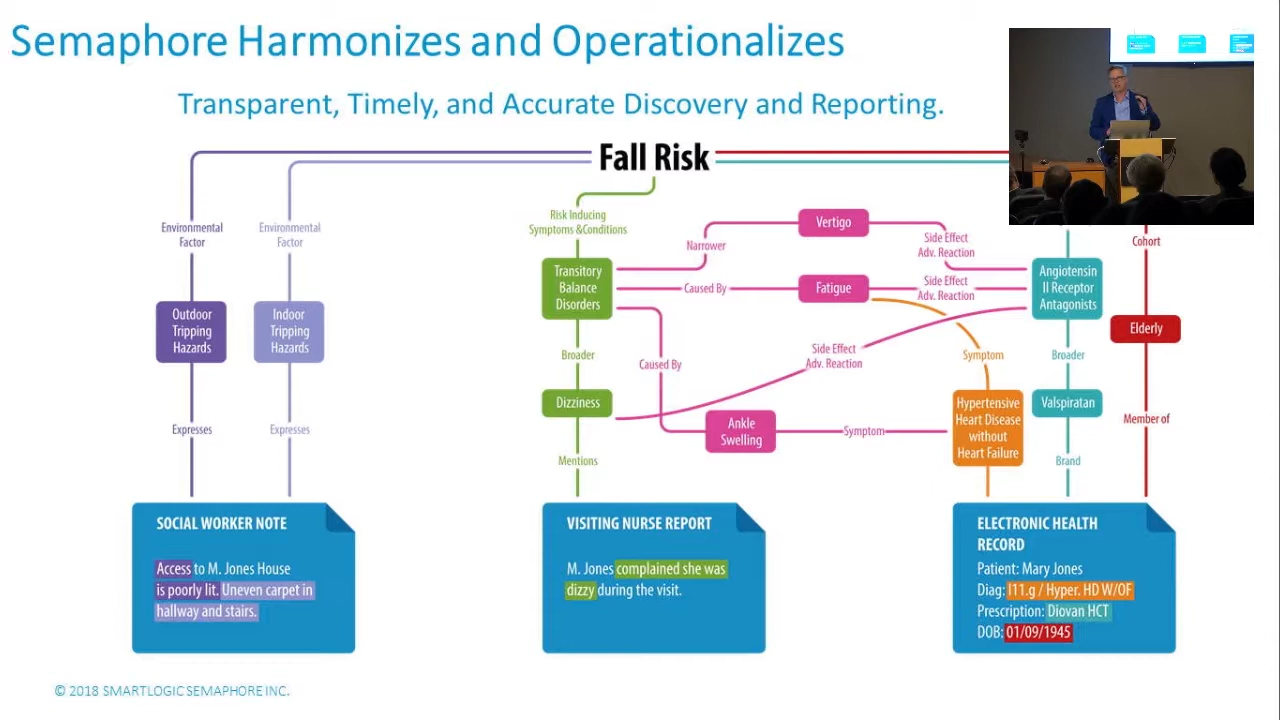 Semaphore Harmonizes and Operationalizes
Transparent, Timely, and Accurate Discovery and Reporting.
Fall Risk
Environmental
Factor
Environmental
Factor
Risk Inducing
Symptoms &Conditions
Narrower
Vertigo
Side Effect
Adv. Reaction
Cohort
Outdoor
Tripping
Hazards
Indoor
Tripping
Hazards
Transitory
Balance
Disorders
Caused By
Fatigue
Side Effect
Adv. Reaction
Angiotensin
II Receptor
Antagonists
Elderly
Broader
Caused By
Side Effect
Adv. Reaction
Symptom
Broader
Dizziness
Ankle
Swelling
Symptom
Hypertensive
Heart Disease
without
Heart Failure
Valspiratan
Member of
Expresses
Expresses
Mentions
Brand
SOCIAL WORKER NOTE
Access to M. Jones House
is poorly lit. Uneven carpet in
hallway and stairs.
VISITING NURSE REPORT
M. Jones complained she was
dizzy during the visit.
ELECTRONIC HEALTH
RECORD
Patient: Mary Jones
Diag: I11.g / Hyper. HD W/OF
Prescription: Diovan HCT
DOB: 01/09/1945
© 2018 SMARTLOGIC SEMAPHORE INC.